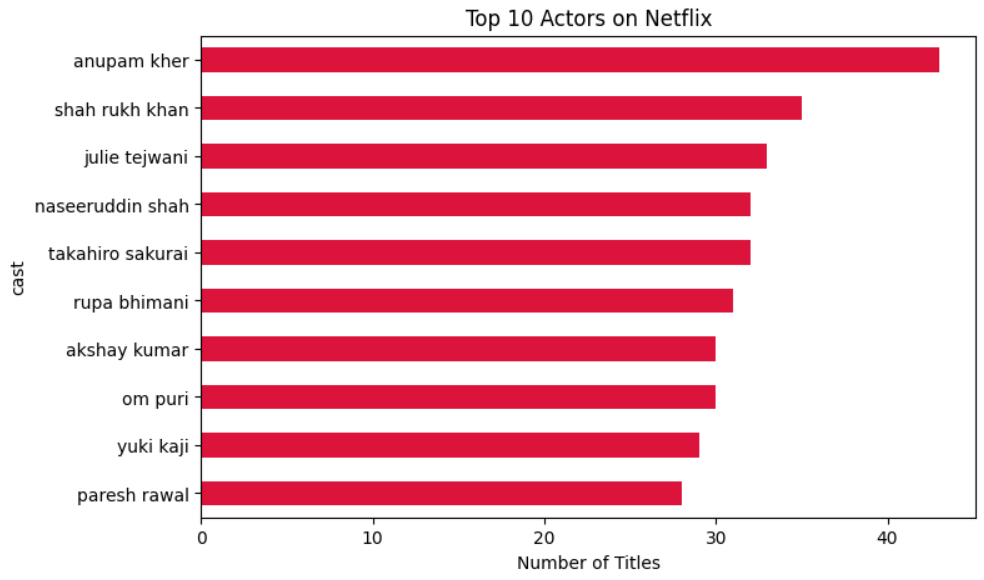 Top 10 Actors on Netflix
anupam kher
shah rukh khan
julie tejwani
naseeruddin shah
takahiro sakurai
rupa bhimani
akshay kumar
om puri
yuki kaji
paresh rawal
cast
0 10 20 30 40
Number of Titles